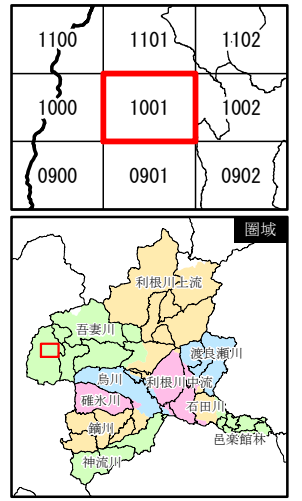 1100 1101 1102
1000 1001 1002
0900 0901 0902
圏域
利根川上流
吾妻川
渡良瀬川
烏川 利根川中流
碓氷川
石田川
鏑川
邑楽館林
神流川